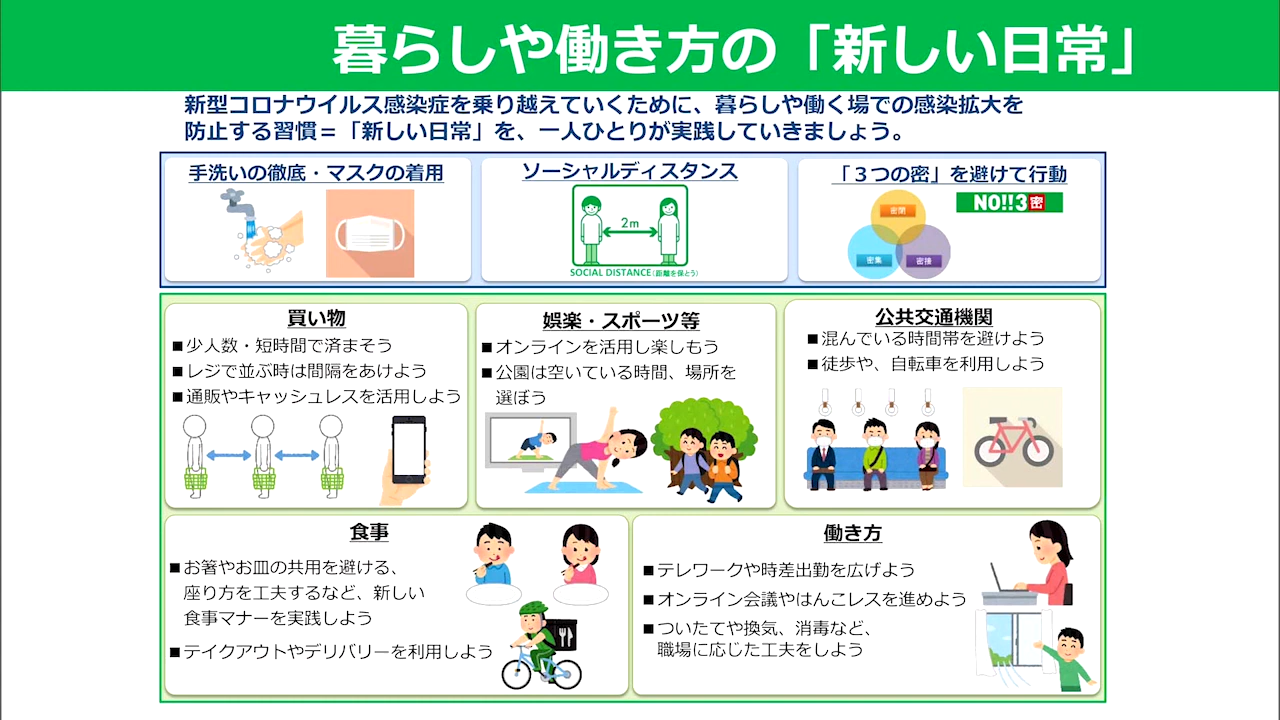 暮らしや働き方の「新しい日常」
新型コロナウイルス感染症を乗り越えていくために、暮らしや働く場での感染拡大を
防止する習慣＝「新しい日常」を、一人ひとりが実践していきましょう。
手洗いの徹底・マスクの着用
ソーシャルディスタンス
2m
SOCIAL DISTANCE(距離を保とう)
「３つの密」を避けて行動
NO!!3密
密閉
密集
密接
買い物
■少人数・短時間で済まそう
■レジで並ぶ時は間隔をあけよう
■通販やキャッシュレスを活用しよう
娯楽・スポーツ等
■オンラインを活用し楽しもう
■公園は空いている時間、場所を
選ぼう
公共交通機関
■混んでいる時間帯を避けよう
■徒歩や、自転車を利用しよう
食事
■お箸やお皿の共用を避ける、
座り方を工夫するなど、新しい
食事マナーを実践しよう
■テイクアウトやデリバリーを利用しよう
働き方
■テレワークや時差出勤を広げよう
■オンライン会議やはんこレスを進めよう
■ついたてや換気、消毒など、
職場に応じた工夫をしよう